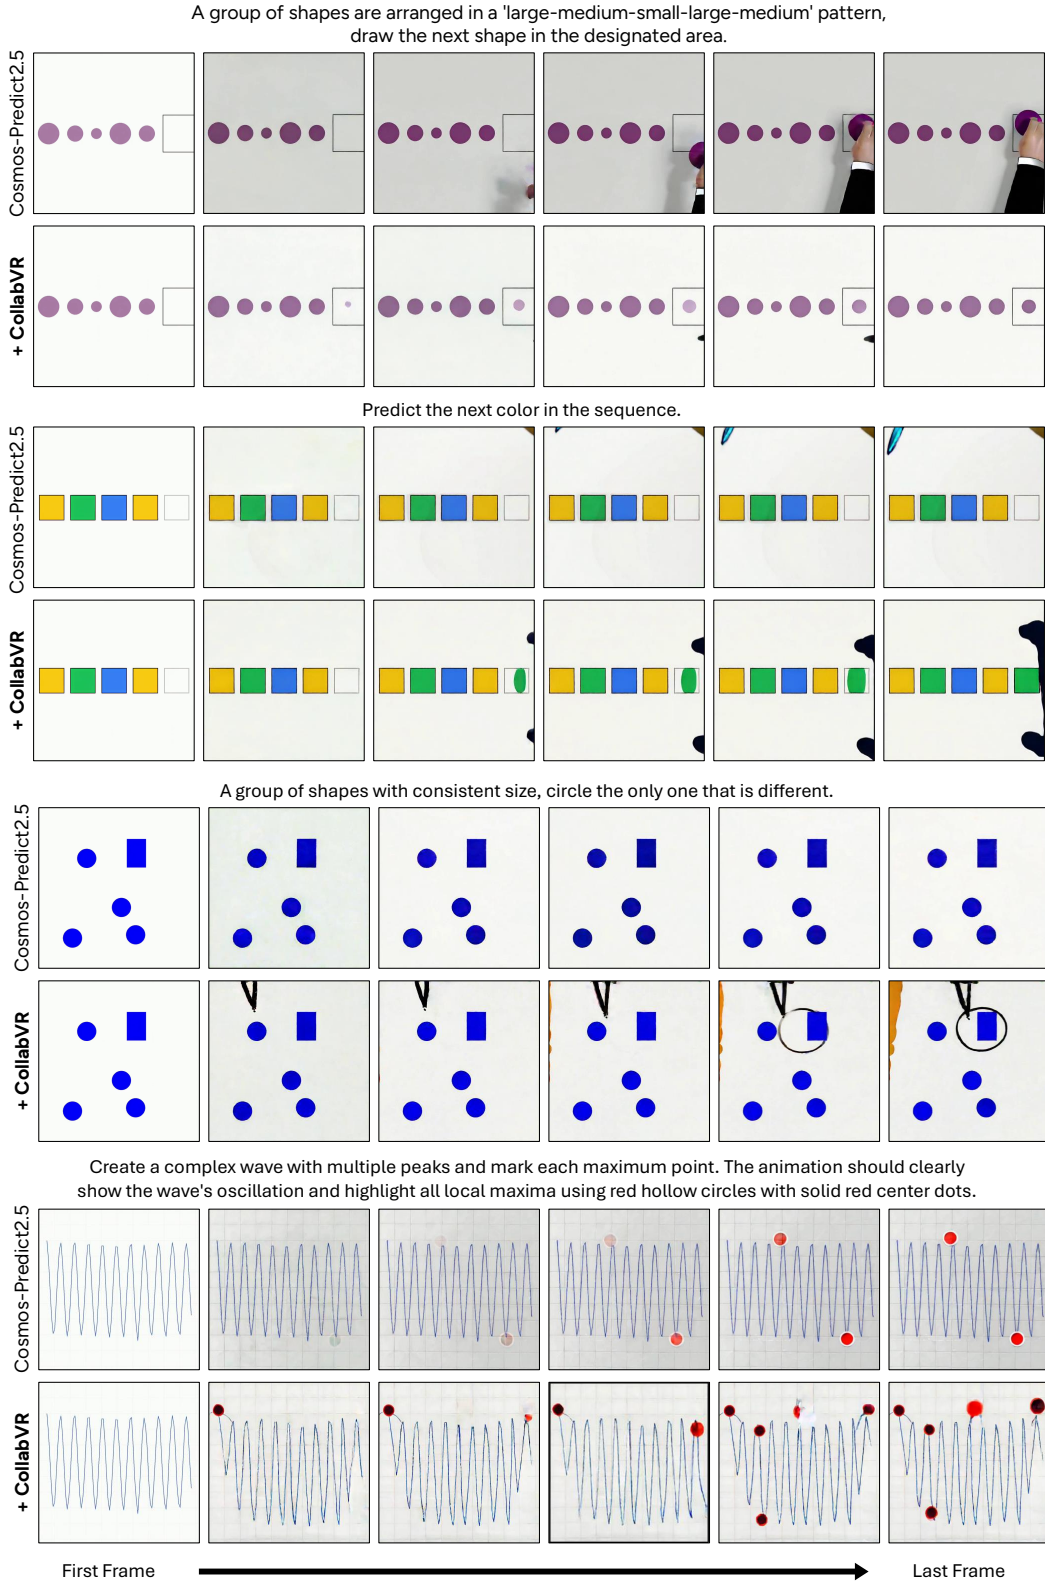 A group of shapes are arranged in a 'large-medium-small-large-medium' pattern,
draw the next shape in the designated area.
Cosmos-Predict2.5
+ CollabVR
Predict the next color in the sequence.
Cosmos-Predict2.5
+ CollabVR
A group of shapes with consistent size, circle the only one that is different.
Cosmos-Predict2.5
+ CollabVR
Create a complex wave with multiple peaks and mark each maximum point. The animation should clearly
show the wave's oscillation and highlight all local maxima using red hollow circles with solid red center dots.
Cosmos-Predict2.5
+ CollabVR
First Frame
Last Frame